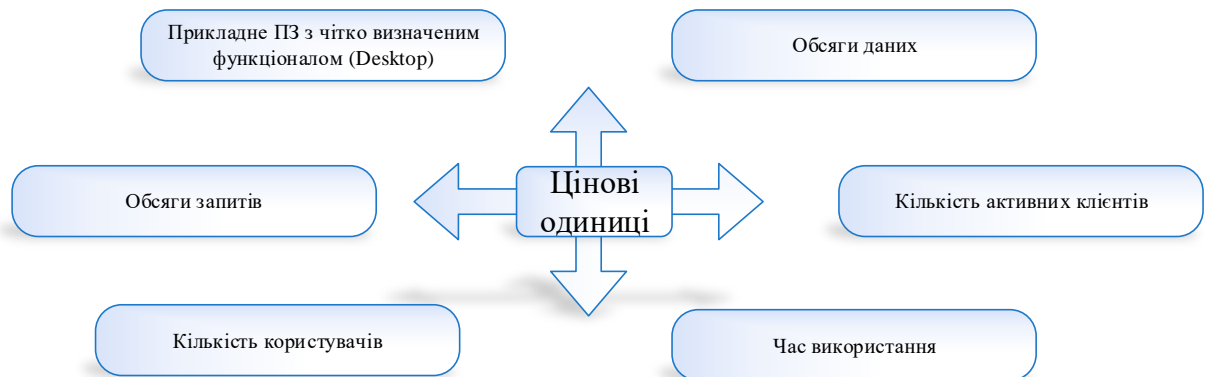 Прикладне ПЗ з чітко визначеним
функціоналом (Desktop)
Обсяги даних
Обсяги запитів
Цінові
одиниці
Кількість активних клієнтів
Кількість користувачів
Час використання